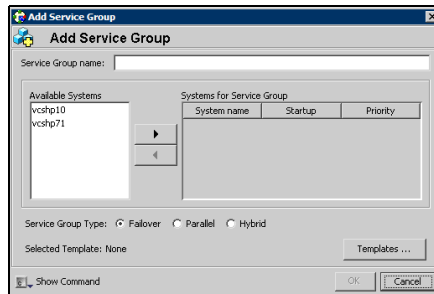 Add Service Group
Add Service Group
Service Group name:
Available Systems
vcshp10
vcshp71
Systems for Service Group
System name Startup Priority
Service Group Type: Failover Parallel Hybrid
Selected Template: None
Templates ...
Show Command
OK Cancel